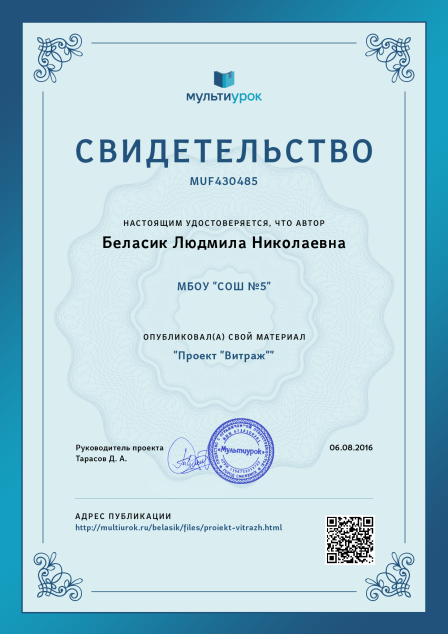 мультиурок
СВИДЕТЕЛЬСТВО
MUF430485
НАСТОЯЩИМ УДОСТОВЕРЯЕТСЯ, ЧТО АВТОР
Беласик Людмила Николаевна
МБОУ "СОШ №5"
ОПУБЛИКОВАЛ(А) СВОЙ МАТЕРИАЛ
"Проект "Витраж""
Руководитель проекта
Тарасов Д. А.
«Мультиурок»
06.08.2016
АДРЕС ПУБЛИКАЦИИ
http://multiurok.ru/belasik/files/proiekt-vitrazh.html